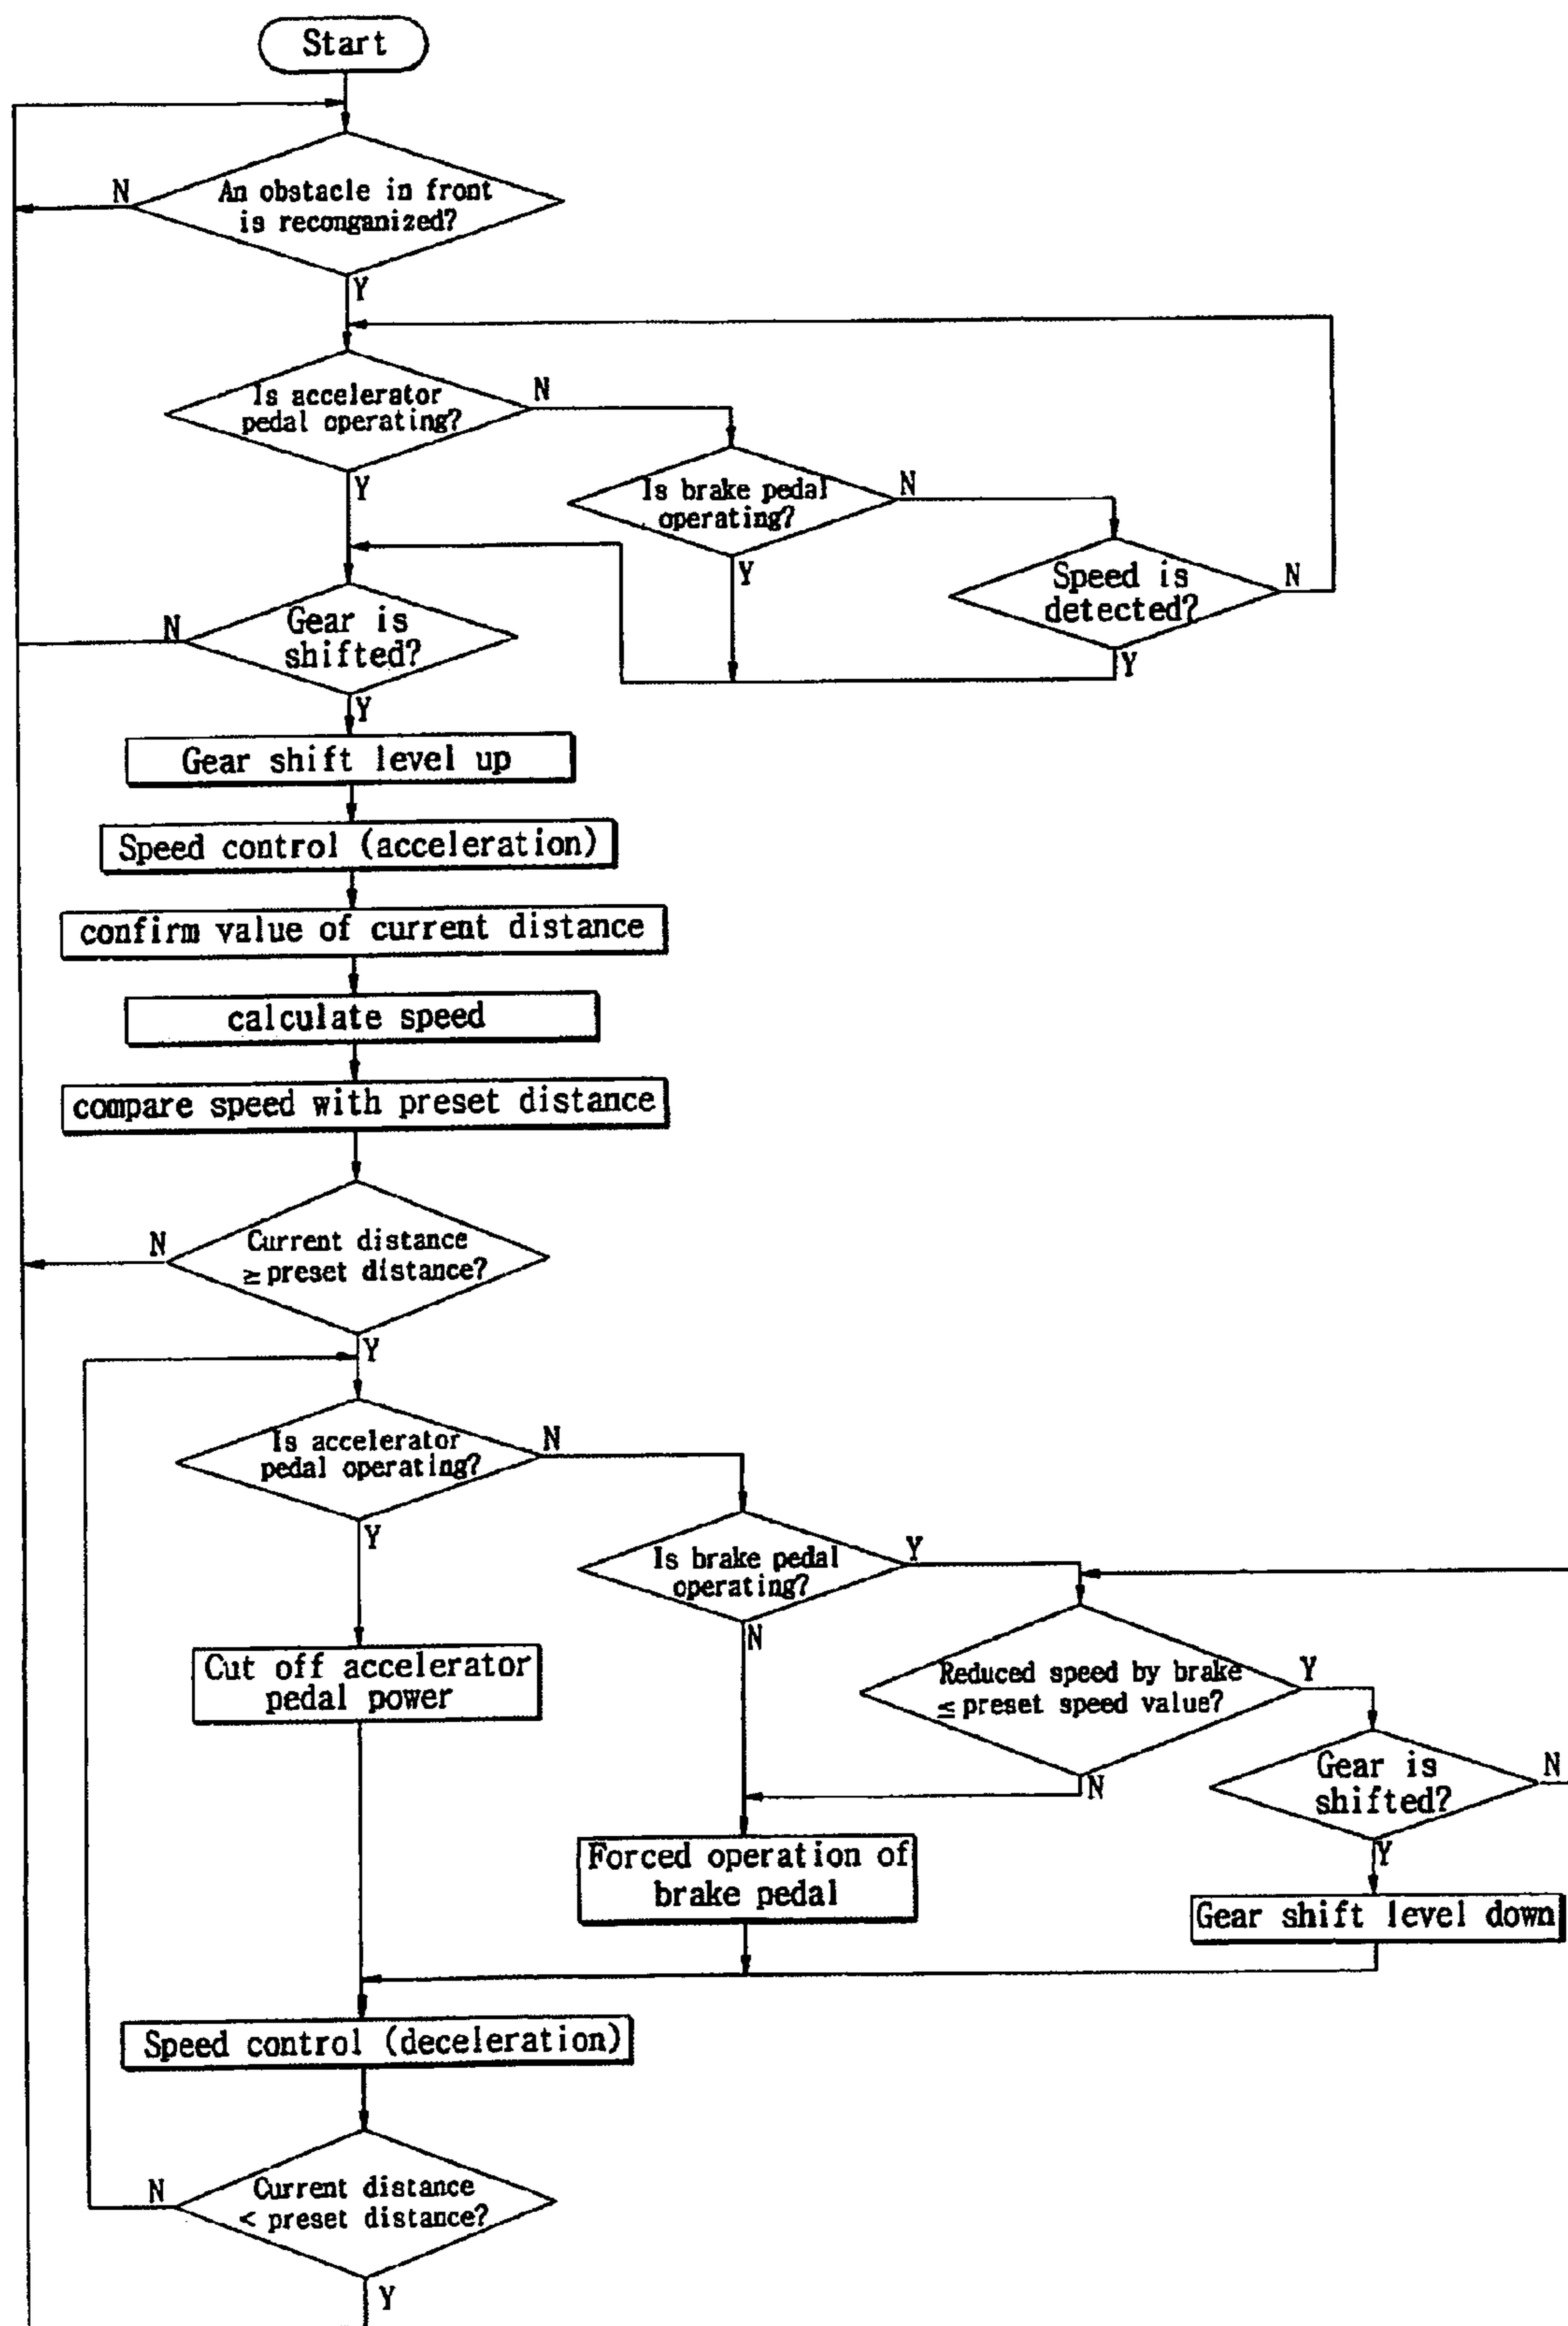 Start
An obstacle in front
is reconganized?
N
Y
Is accelerator
pedal operating?
N
Y
Is brake pedal
operating?
N
Y
Speed is
detected?
N
Y
Gear is
shifted?
N
Y
Gear shift level up
Speed control (acceleration)
confirm value of current distance
calculate speed
compare speed with preset distance
Current distance
≥ preset distance?
N
Y
Is accelerator
pedal operating?
N
Y
Is brake pedal
operating?
Y
N
Cut off accelerator
pedal power
Reduced speed by brake
≤ preset speed value?
Y
N
Gear is
shifted?
N
Y
Forced operation of
brake pedal
Gear shift level down
Speed control (deceleration)
Current distance
< preset distance?
N
Y